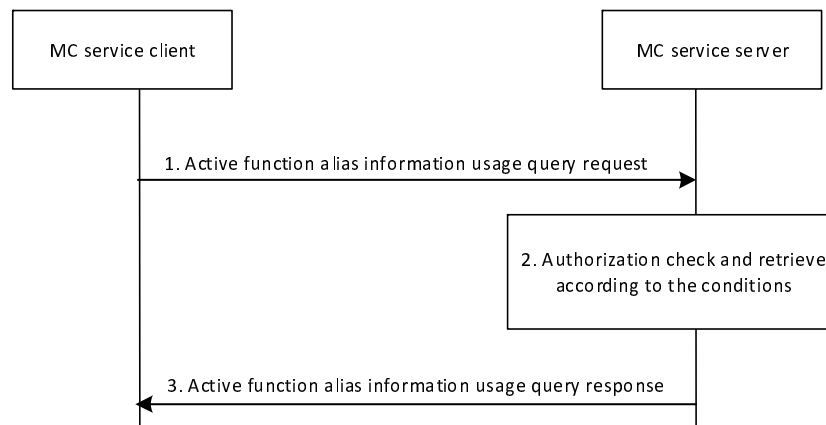 MC service client
MC service server
1. Active function alias information usage query request
2. Authorization check and retrieve
according to the conditions
3. Active function alias information usage query response